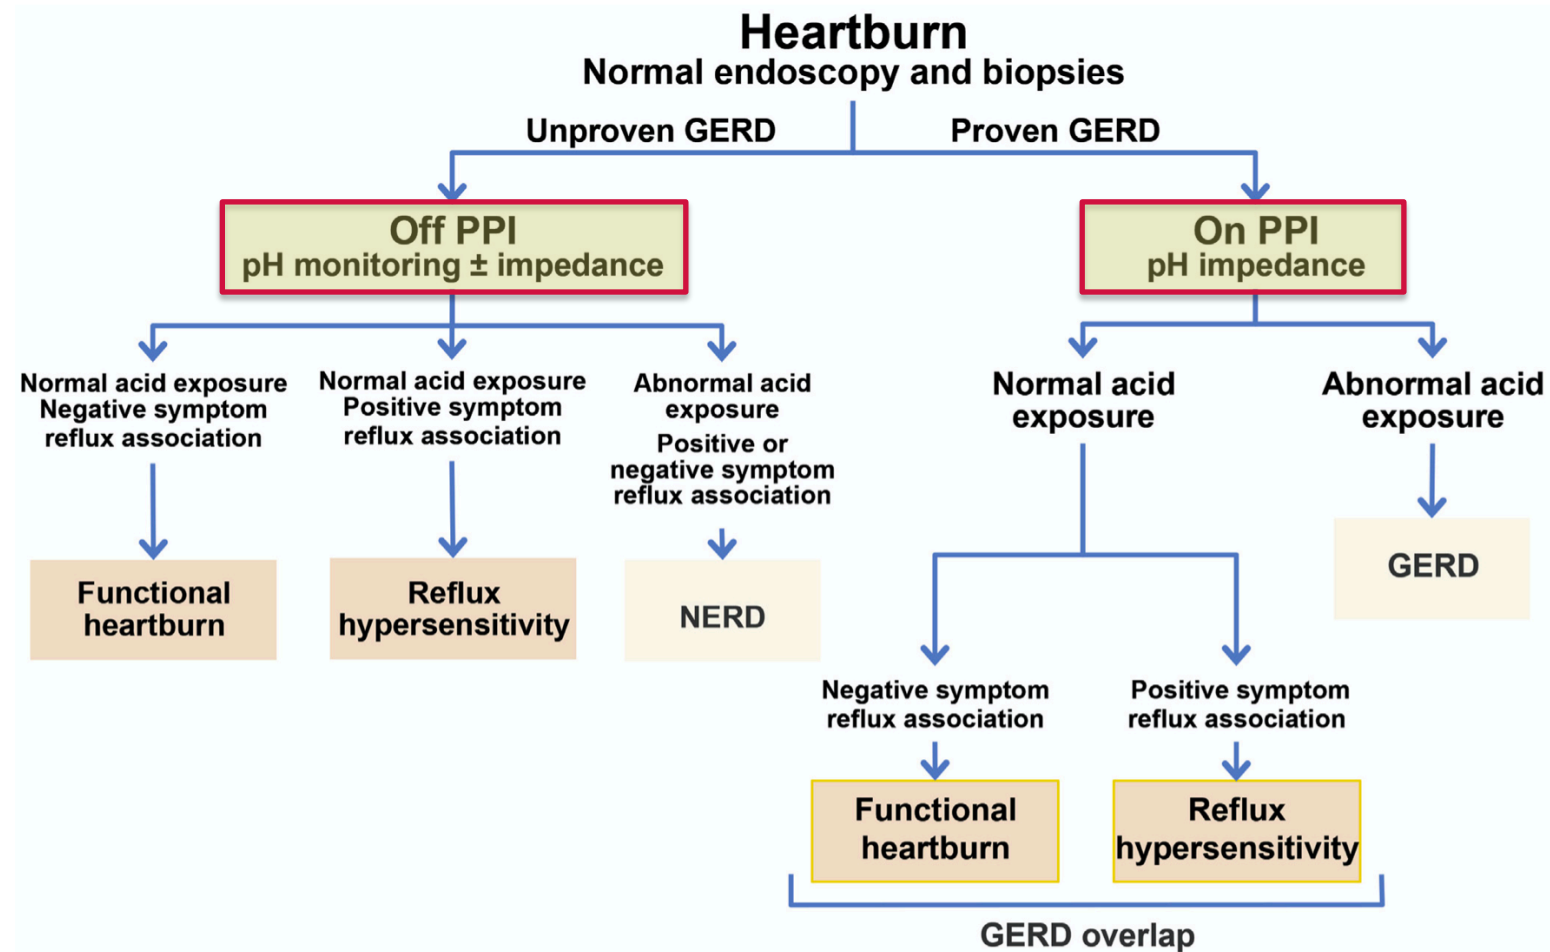 Heartburn
Normal endoscopy and biopsies
Unproven GERD
Proven GERD
Off PPI
pH monitoring ± impedance
On PPI
pH impedance
Normal acid exposure
Negative symptom
reflux association
Normal acid exposure
Positive symptom
reflux association
Abnormal acid
exposure
Positive or
negative symptom
reflux association
Normal acid
exposure
Abnormal acid
exposure
Functional
heartburn
Reflux
hypersensitivity
NERD
GERD
Negative symptom
reflux association
Positive symptom
reflux association
Functional
heartburn
Reflux
hypersensitivity
GERD overlap